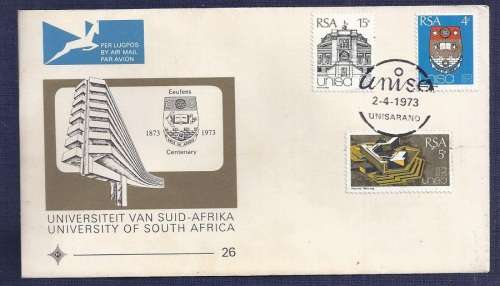 PER LUGPOS
BY AIR MAIL
PAR AVION
RSA 15c
unisa
RSA 4c
unisa
unisa
2-4-1973
UNISARAND
RSA
5c
unisa
Eeufees
1873 1973
Centenary
UNIVERSITEIT VAN SUID-AFRIKA
UNIVERSITY OF SOUTH AFRICA
26